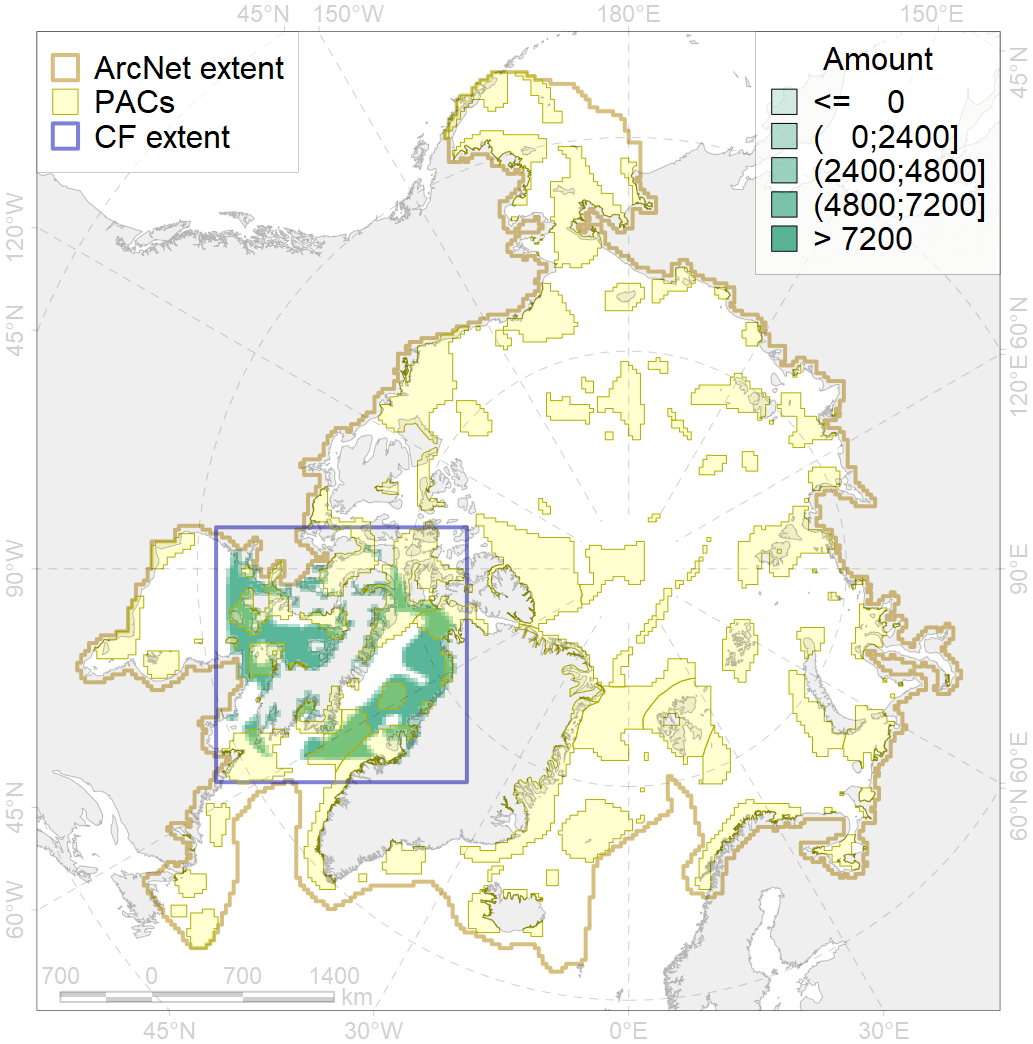 45°N 150°W 180°E 150°E
ArcNet extent
PACs
CF extent
Amount
<= 0
( 0;2400]
(2400;4800]
(4800;7200]
> 7200
45°N
120°W
45°N
60°N
120°E
90°W
90°E
45°N
60°N
60°W
700 0 700 1400
km
45°N 30°W 0°E 30°E